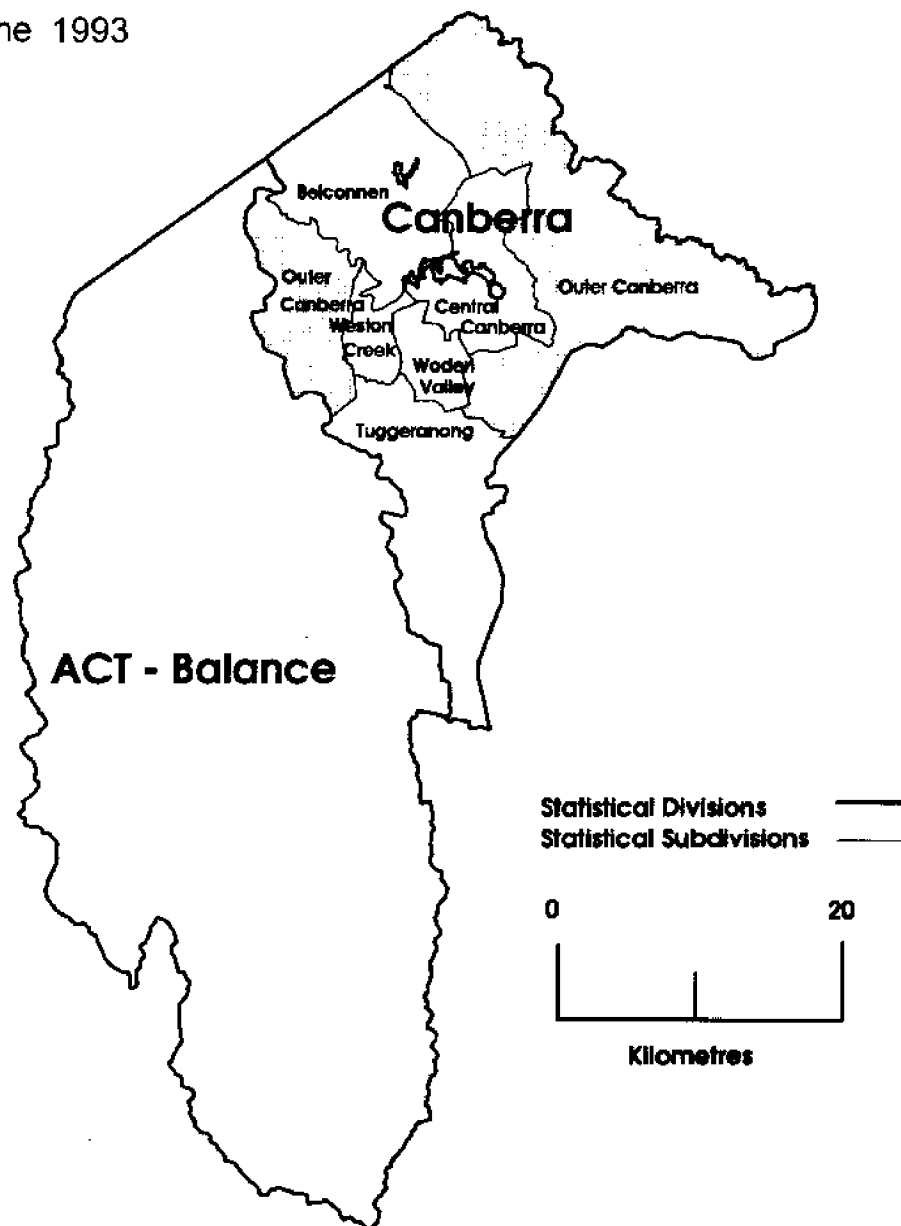 1993
Belconnen
Canberra
Outer
Canberra
Outer Canberra
Central
Canberra
Weston
Creek
Woden
Valley
Tuggeranong
ACT - Balance
Statistical Divisions
Statistical Subdivisions
0 20
Kilometres